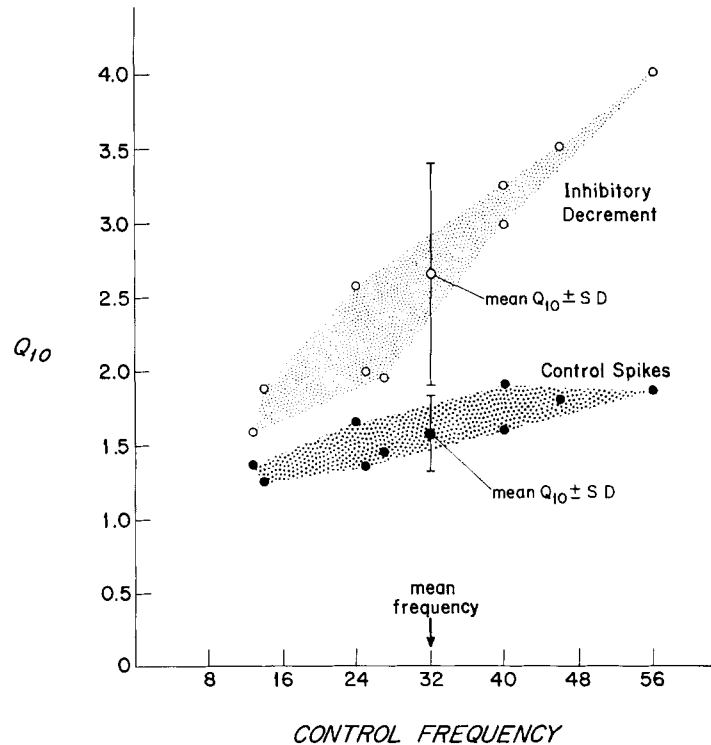 4.0
3.5
3.0
2.5
2.0
1.5
1.0
0.5
0
Q10
Inhibitory
Decrement
mean Q10 ± S D
Control Spikes
mean Q10 ± S D
mean
frequency
8 16 24 32 40 48 56
CONTROL FREQUENCY